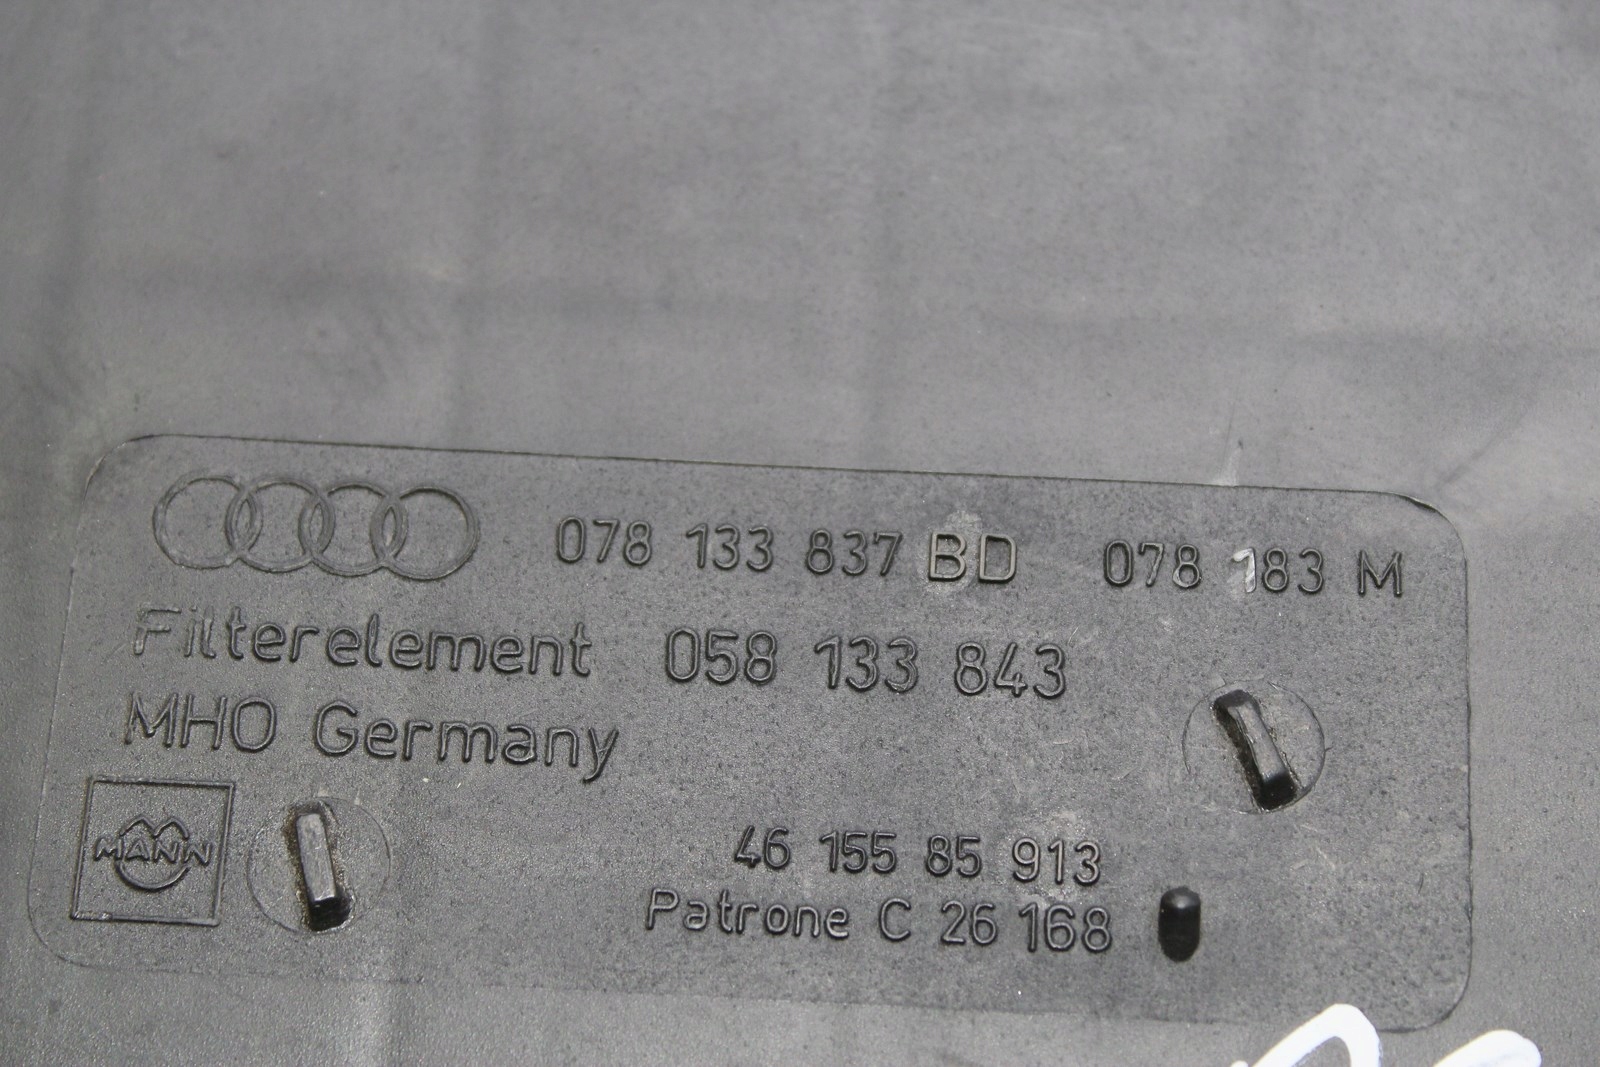 078 133 837 BD 078 183 M
Filterelement 058 133 843
MHO Germany
MANN
46 155 85 913
Patrone C 26 168